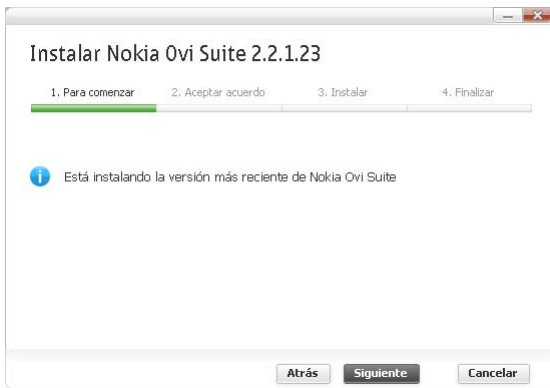 Instalar Nokia Ovi Suite 2.2.1.23
1. Para comenzar 2. Aceptar acuerdo 3. Instalar 4. Finalizar
Está instalando la versión más reciente de Nokia Ovi Suite
Atrás Siguiente Cancelar